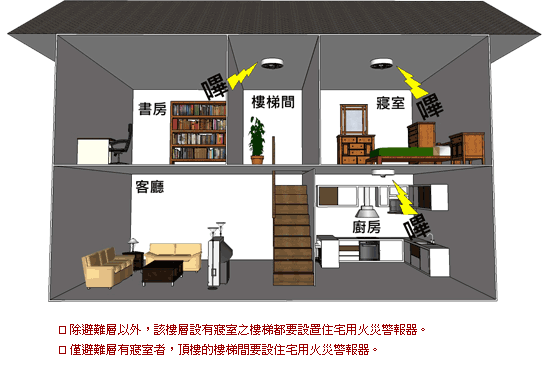 嗶
嗶
書房
樓梯間
寢室
客廳
廚房
嗶
□ 除避難層以外，該樓層設有寢室之樓梯都要設置住宅用火災警報器。
□ 僅避難層有寢室者，頂樓的樓梯間要設住宅用火災警報器。